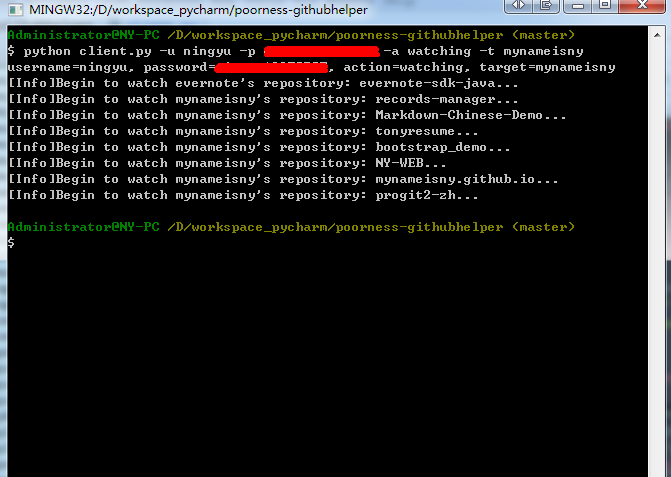 MINGW32:/D/workspace_pycharm/poorness-githubhelper
Administrator@NY-PC /D/workspace_pycharm/poorness-githubhelper (master)
$ python client.py -u ningyu -p -a watching -t mynameisny
username=ningyu, password= , action=watching, target=mynameisny
[Info]Begin to watch evernote's repository: evernote-sdk-java...
[Info]Begin to watch mynameisny's repository: records-manager...
[Info]Begin to watch mynameisny's repository: Markdown-Chinese-Demo...
[Info]Begin to watch mynameisny's repository: tonyresume...
[Info]Begin to watch mynameisny's repository: bootstrap_demo...
[Info]Begin to watch mynameisny's repository: NY-WEB...
[Info]Begin to watch mynameisny's repository: mynameisny.github.io...
[Info]Begin to watch mynameisny's repository: progit2-zh...
Administrator@NY-PC /D/workspace_pycharm/poorness-githubhelper (master)
$